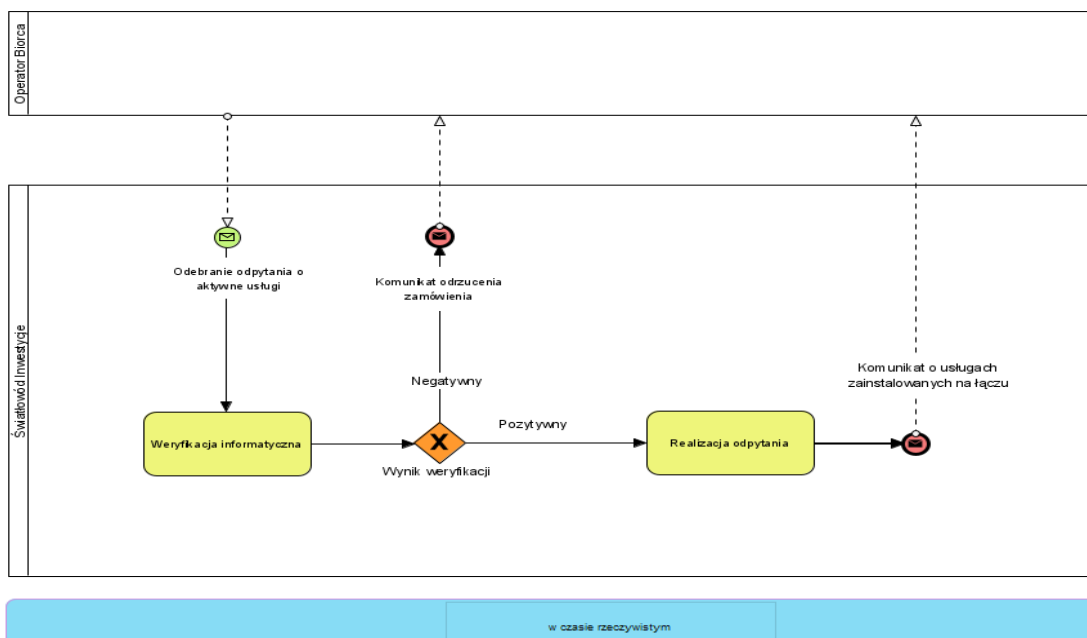 Operator Biorca
Światłowód Inwestycje
Odebranie odpytania o
aktywne usługi
Komunikat odrzucenia
zamówienia
Komunikat o usługach
zainstalowanych na łączu
Negatywny
Pozytywny
Weryfikacja informatyczna
Wynik weryfikacji
Realizacja odpytania
w czasie rzeczywistym